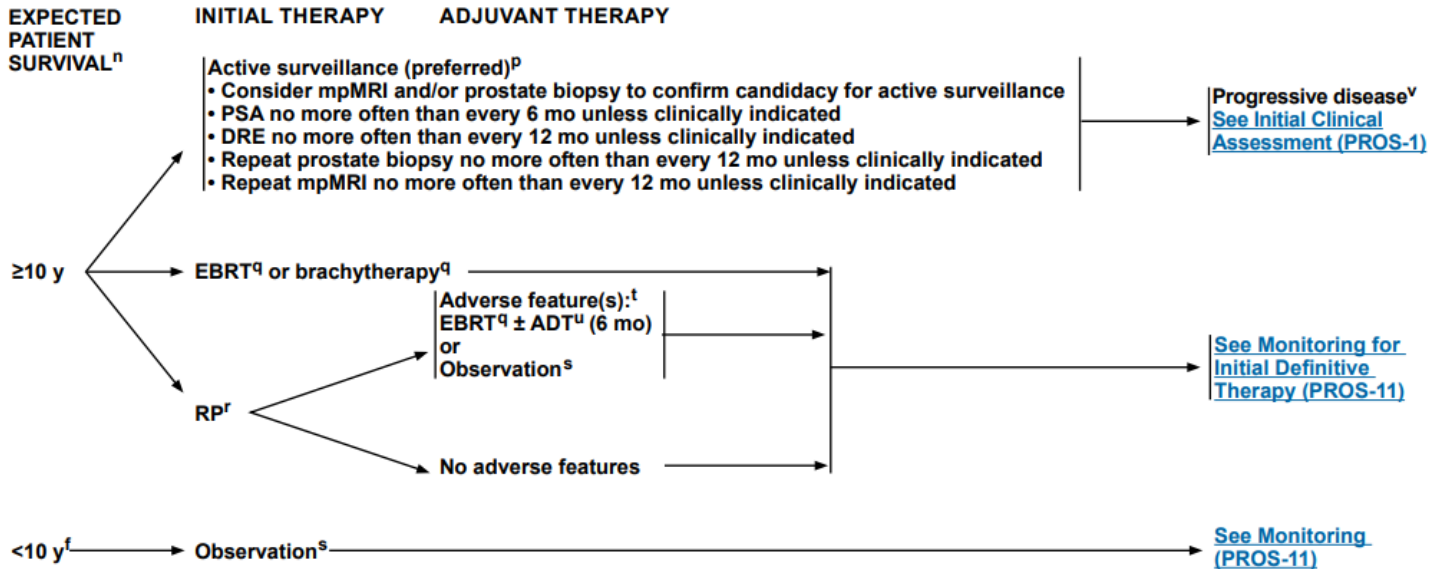 EXPECTED PATIENT SURVIVALⁿ
INITIAL THERAPY
ADJUVANT THERAPY
≥10 y
Active surveillance (preferred)ᵖ
• Consider mpMRI and/or prostate biopsy to confirm candidacy for active surveillance
• PSA no more often than every 6 mo unless clinically indicated
• DRE no more often than every 12 mo unless clinically indicated
• Repeat prostate biopsy no more often than every 12 mo unless clinically indicated
• Repeat mpMRI no more often than every 12 mo unless clinically indicated
Progressive diseaseᵛ
See Initial Clinical
Assessment (PROS-1)
EBRT^q or brachytherapy^q
RPʳ
Adverse feature(s):ᵗ
EBRT^q ± ADTᵘ (6 mo)
or
Observationˢ
No adverse features
See Monitoring for
Initial Definitive
Therapy (PROS-11)
<10 yᶠ
Observationˢ
See Monitoring
(PROS-11)